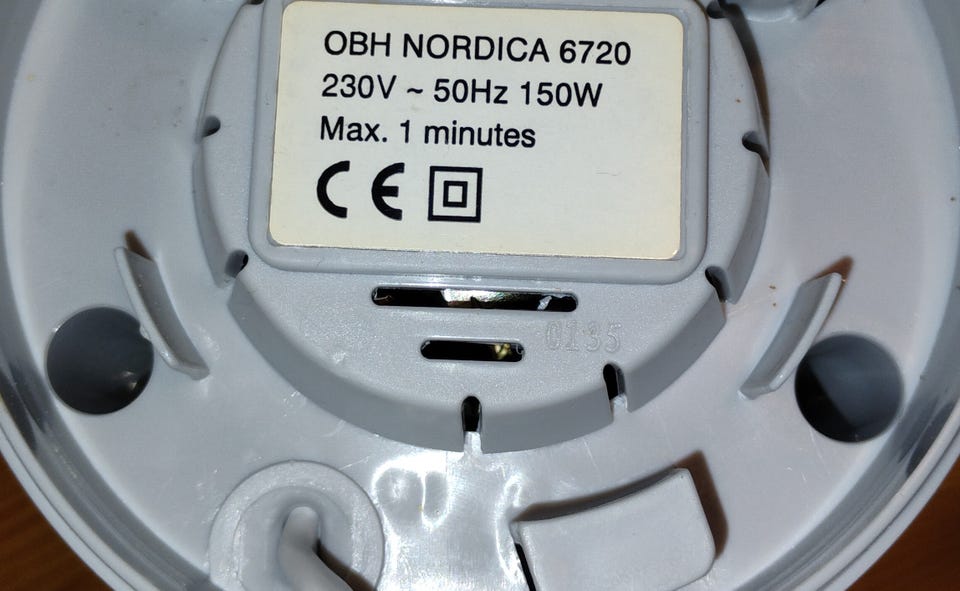 OBH NORDICA 6720
230V ~ 50Hz 150W
Max. 1 minutes
CE
0135